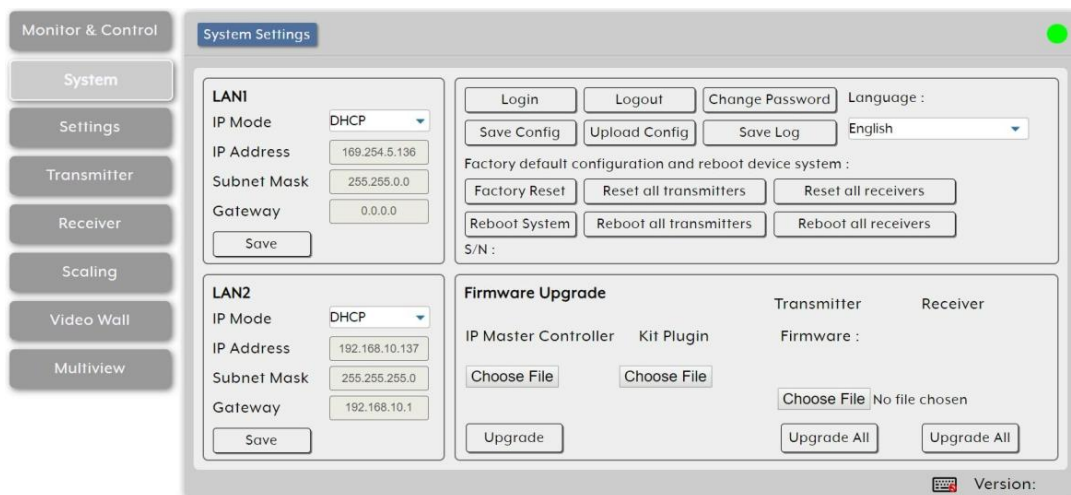 Monitor & Control
System
Settings
Transmitter
Receiver
Scaling
Video Wall
Multiview
System Settings
LAN1
IP Mode DHCP
IP Address 169.254.5.136
Subnet Mask 255.255.0.0
Gateway 0.0.0.0
Save
Login Logout Change Password Language :
Save Config Upload Config Save Log English
Factory default configuration and reboot device system :
Factory Reset Reset all transmitters Reset all receivers
Reboot System Reboot all transmitters Reboot all receivers
S/N :
LAN2
IP Mode DHCP
IP Address 192.168.10.137
Subnet Mask 255.255.255.0
Gateway 192.168.10.1
Save
Firmware Upgrade
Transmitter Receiver
IP Master Controller Kit Plugin Firmware :
Choose File Choose File
Choose File No file chosen
Upgrade Upgrade All Upgrade All
Version: